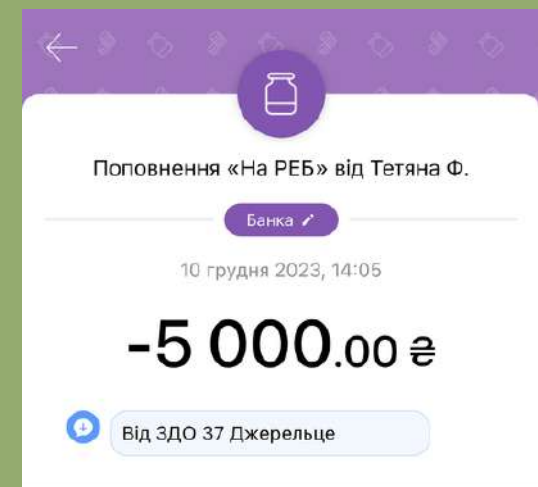 Поповнення «На РЕБ» від Тетяна Ф.
Банка
10 грудня 2023, 14:05
-5 000.00 ₴
Від ЗДО 37 Джерельце